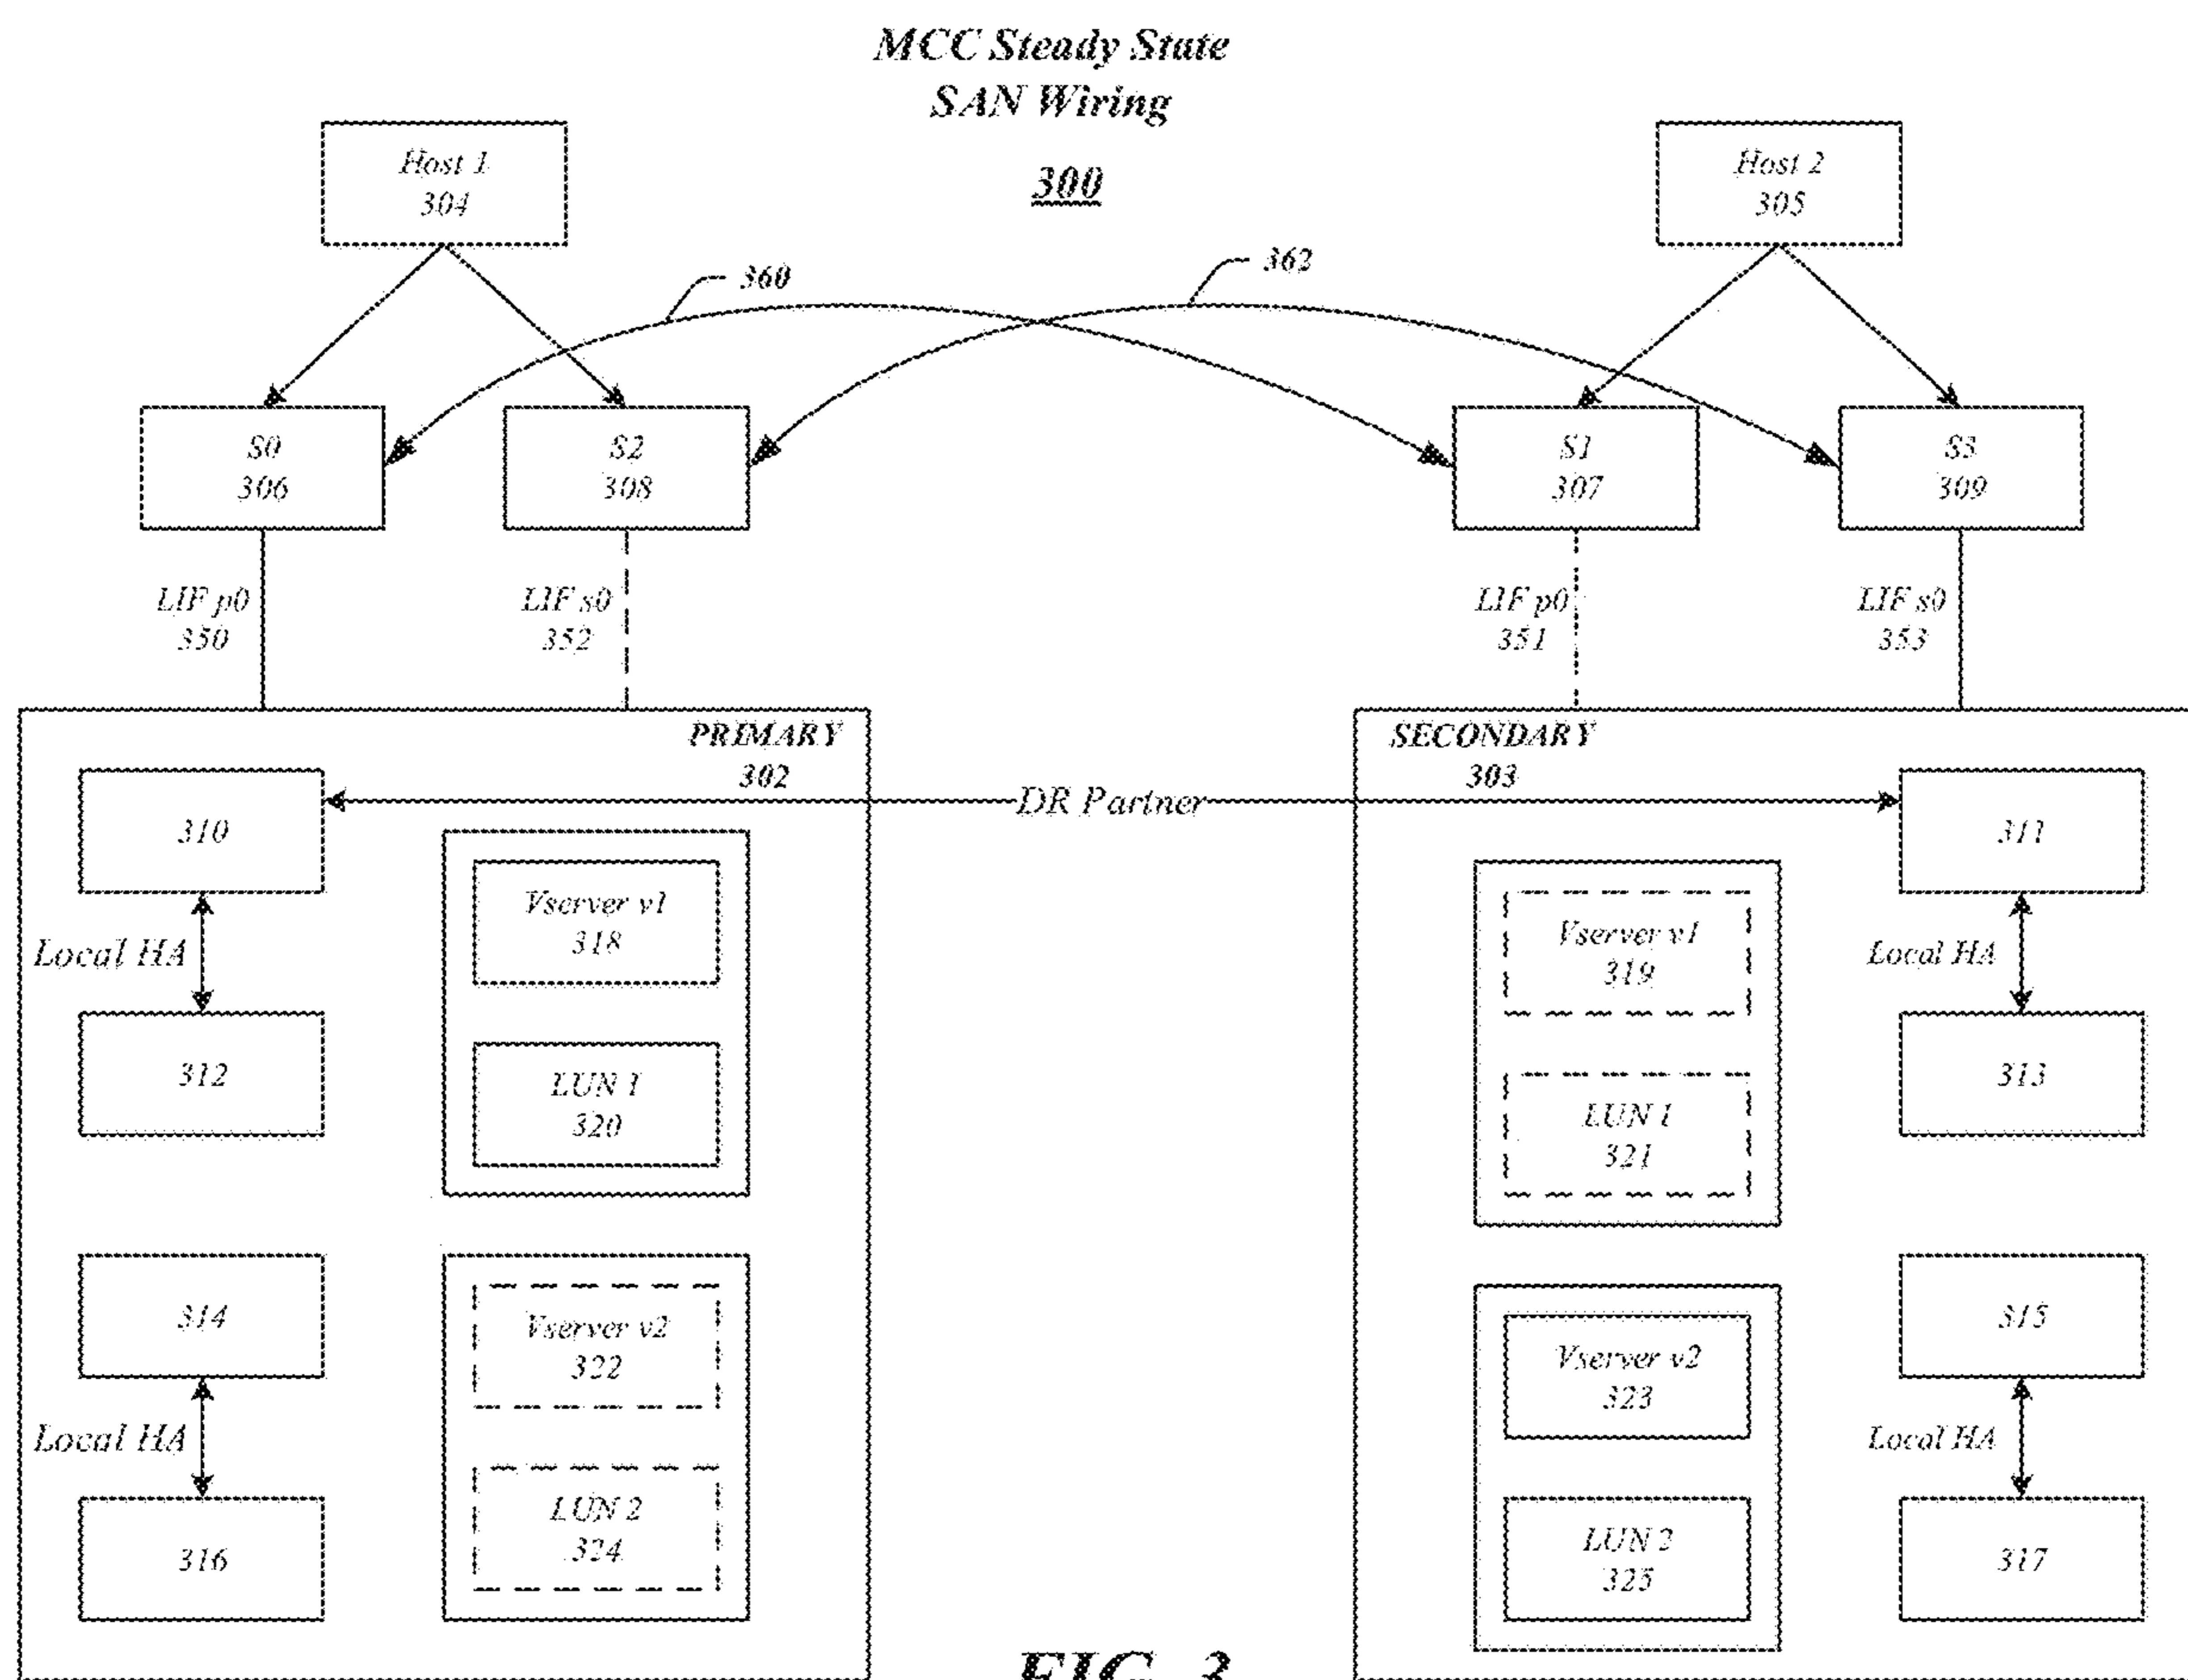 MCC Steady State
SAN Wiring
300
Host 1
304
Host 2
305
360
362
S0
306
S2
308
S1
307
S3
309
LIF p0
350
LIF s0
352
LIF p0
351
LIF s0
353
PRIMARY
302
SECONDARY
303
DR Partner
310
Local HA
312
Vserver v1
318
LUN 1
320
314
Local HA
316
Vserver v2
322
LUN 2
324
Vserver v1
319
LUN 1
321
311
Local HA
313
Vserver v2
323
LUN 2
325
315
Local HA
317
FIG. 3